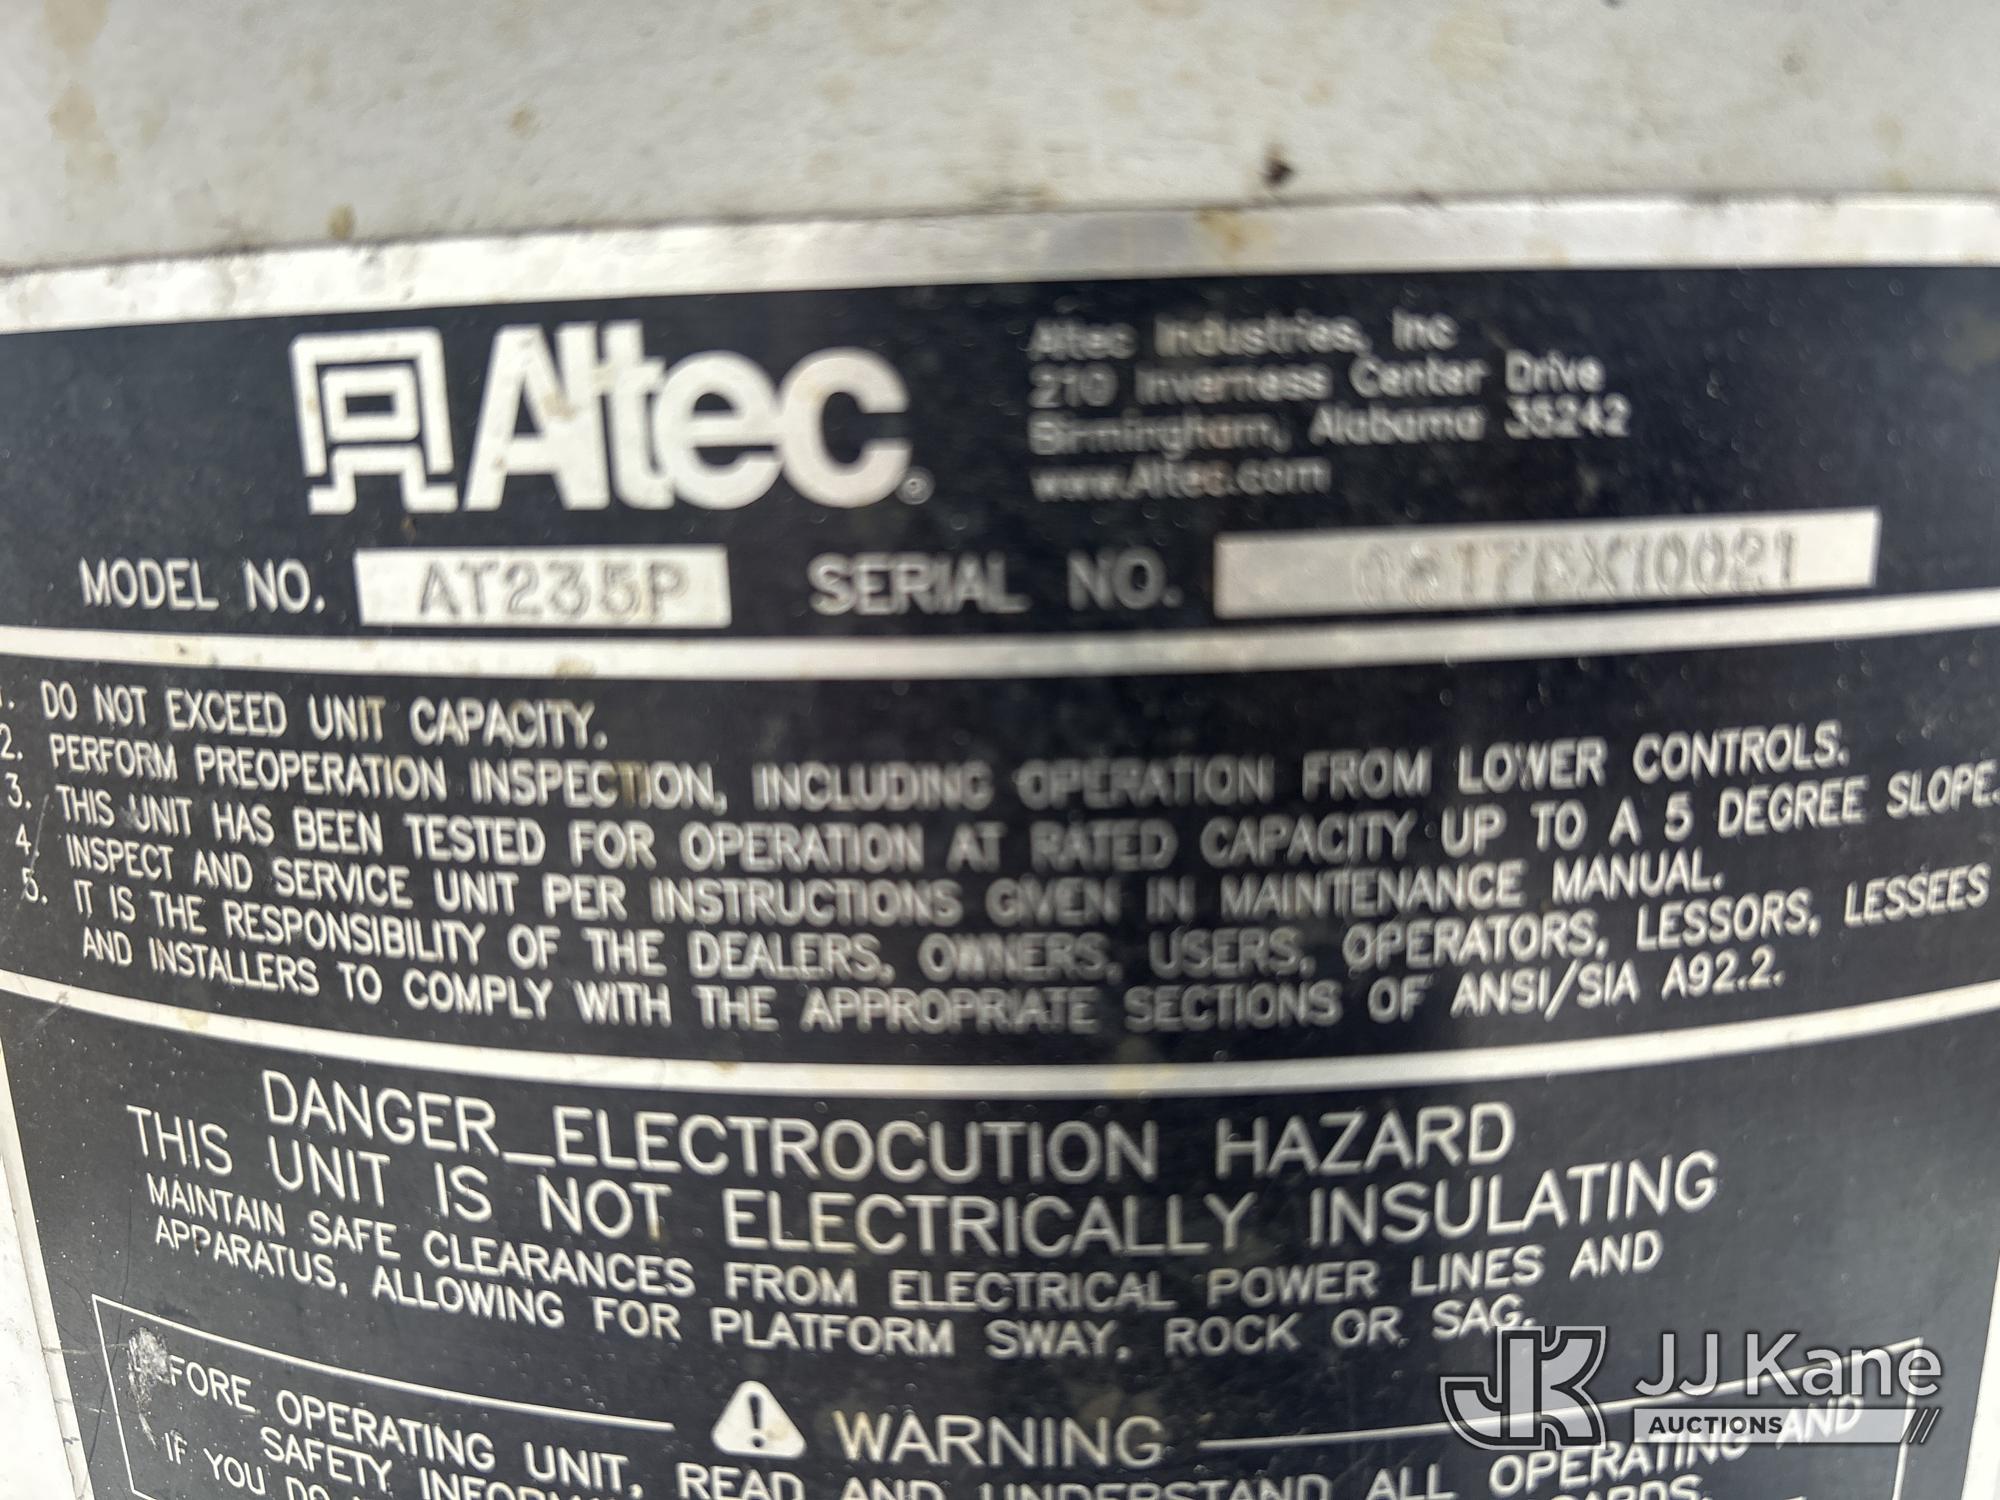 Altec
Altec Industries, Inc
210 Inverness Center Drive
Birmingham, Alabama 35242
www.Altec.com
MODEL NO. AT235P SERIAL NO.
1. DO NOT EXCEED UNIT CAPACITY.
2. PERFORM PREOPERATION INSPECTION, INCLUDING OPERATION FROM LOWER CONTROLS.
3. THIS UNIT HAS BEEN TESTED FOR OPERATION AT RATED CAPACITY UP TO A 5 DEGREE SLOPE.
4. INSPECT AND SERVICE UNIT PER INSTRUCTIONS GIVEN IN MAINTENANCE MANUAL.
5. IT IS THE RESPONSIBILITY OF THE DEALERS, OWNERS, USERS, OPERATORS, LESSORS, LESSEES
AND INSTALLERS TO COMPLY WITH THE APPROPRIATE SECTIONS OF ANSI/SIA A92.2.
DANGER_ELECTROCUTION HAZARD
THIS UNIT IS NOT ELECTRICALLY INSULATING
MAINTAIN SAFE CLEARANCES FROM ELECTRICAL POWER LINES AND
APPARATUS, ALLOWING FOR PLATFORM SWAY, ROCK OR SAG.
WARNING
FORE OPERATING UNIT, READ AND UNDERSTAND ALL OPERATING AND
SAFETY
IF YOU DO
JJ Kane
AUCTIONS